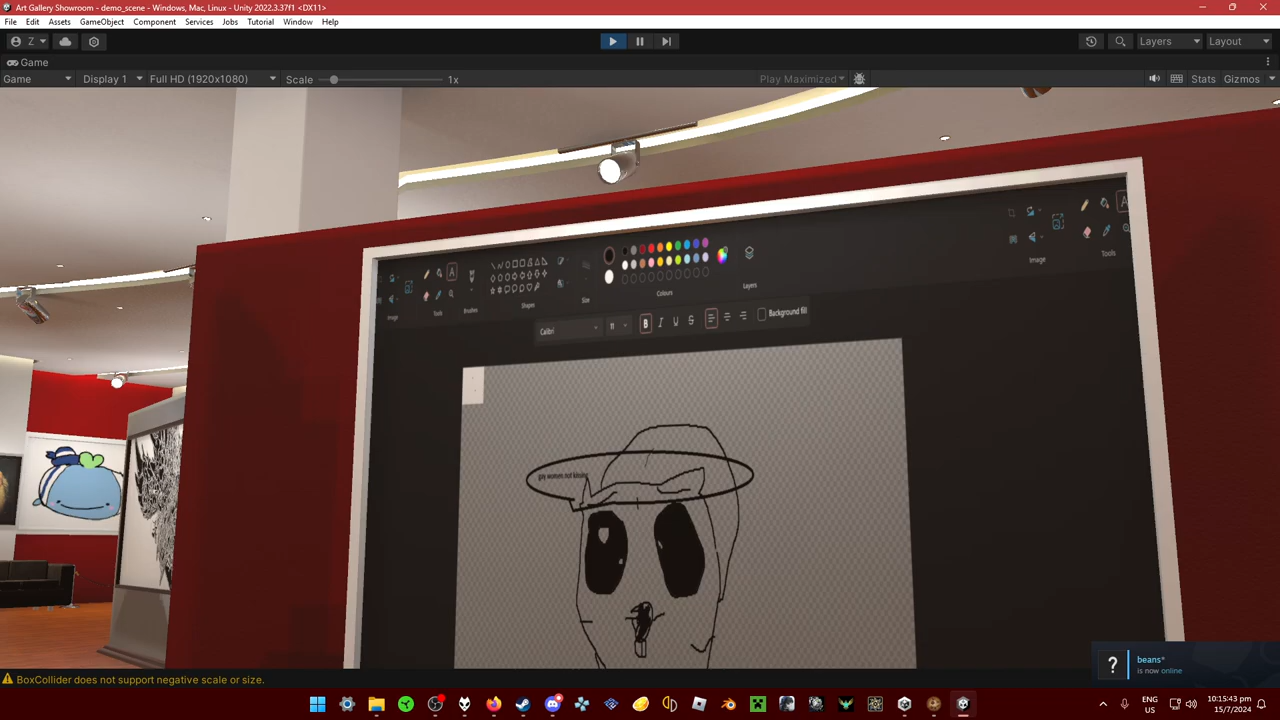 Art Gallery Showroom - demo_scene - Windows, Mac, Linux - Unity 2022.3.37f1 <DX11>
File Edit Assets GameObject Component Services Jobs Tutorial Window Help
Z Layers Layout
Game
Game Display 1 Full HD (1920x1080) Scale 1x Play Maximized Stats Gizmos
A
A
Image Tools Brushes Shapes Size Colours Layers Image Tools
Calibri 11 B I U S Background fill
gay women not kissing
beans*
is now online
BoxCollider does not support negative scale or size.
ENG
US
10:15:43 pm
15/7/2024